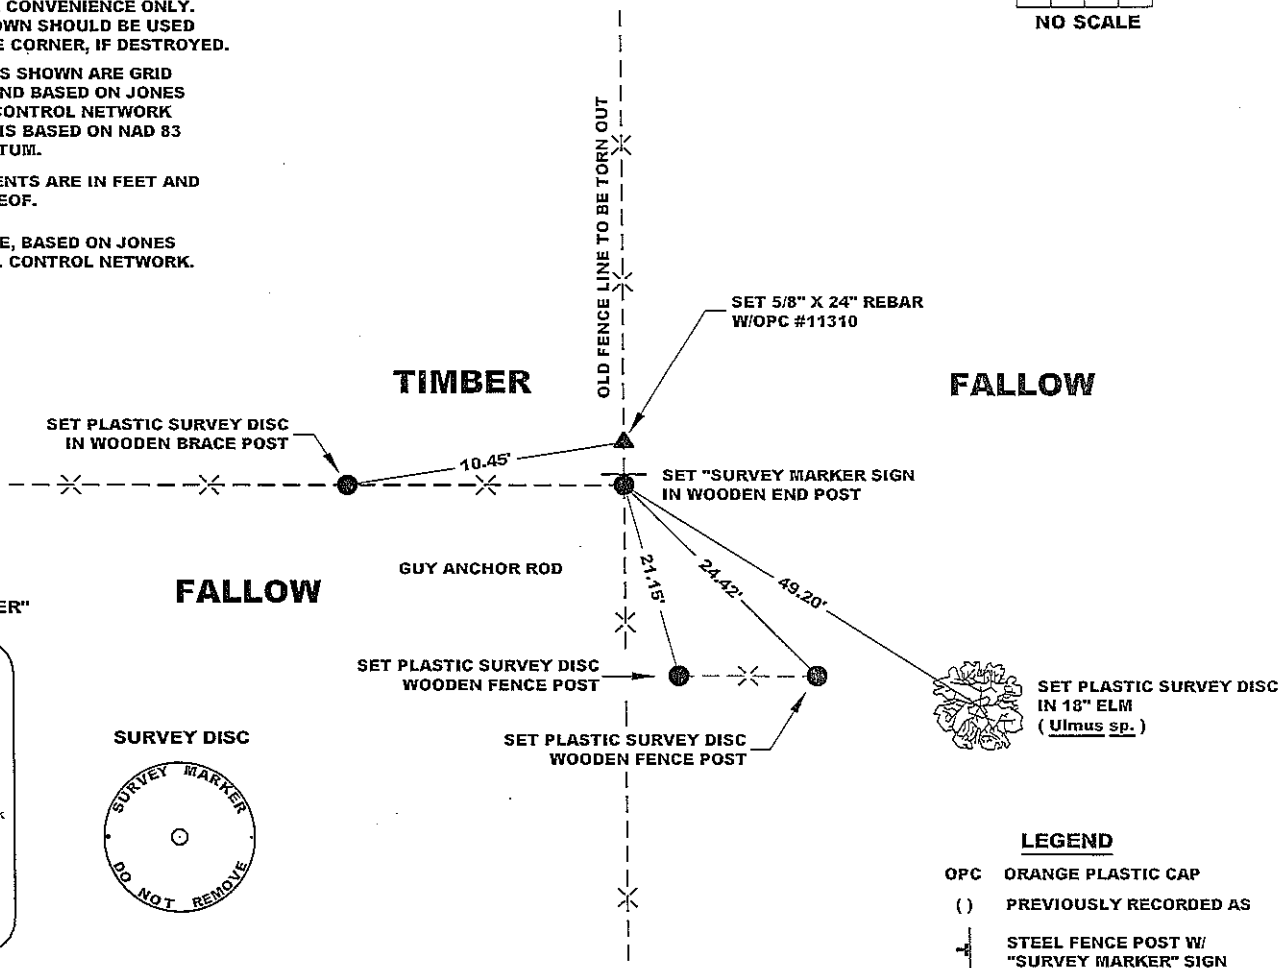 CONVENIENCE ONLY.
OWN SHOULD BE USED
E CORNER, IF DESTROYED.
S SHOWN ARE GRID
ND BASED ON JONES
CONTROL NETWORK
IS BASED ON NAD 83
TUM.
ENTS ARE IN FEET AND
EOF.
E, BASED ON JONES
. CONTROL NETWORK.
NO SCALE
OLD FENCE LINE TO BE TORN OUT
SET 5/8" X 24" REBAR
W/OPC #11310
TIMBER
FALLOW
SET PLASTIC SURVEY DISC
IN WOODEN BRACE POST
10.45'
SET "SURVEY MARKER SIGN
IN WOODEN END POST
GUY ANCHOR ROD
FALLOW
21.15'
24.42'
49.20'
ER"
SET PLASTIC SURVEY DISC
WOODEN FENCE POST
SET PLASTIC SURVEY DISC
IN 18" ELM
( Ulmus sp. )
SET PLASTIC SURVEY DISC
WOODEN FENCE POST
SURVEY DISC
SURVEY MARKER
DO NOT REMOVE
LEGEND
OPC ORANGE PLASTIC CAP
( ) PREVIOUSLY RECORDED AS
STEEL FENCE POST W/
"SURVEY MARKER" SIGN